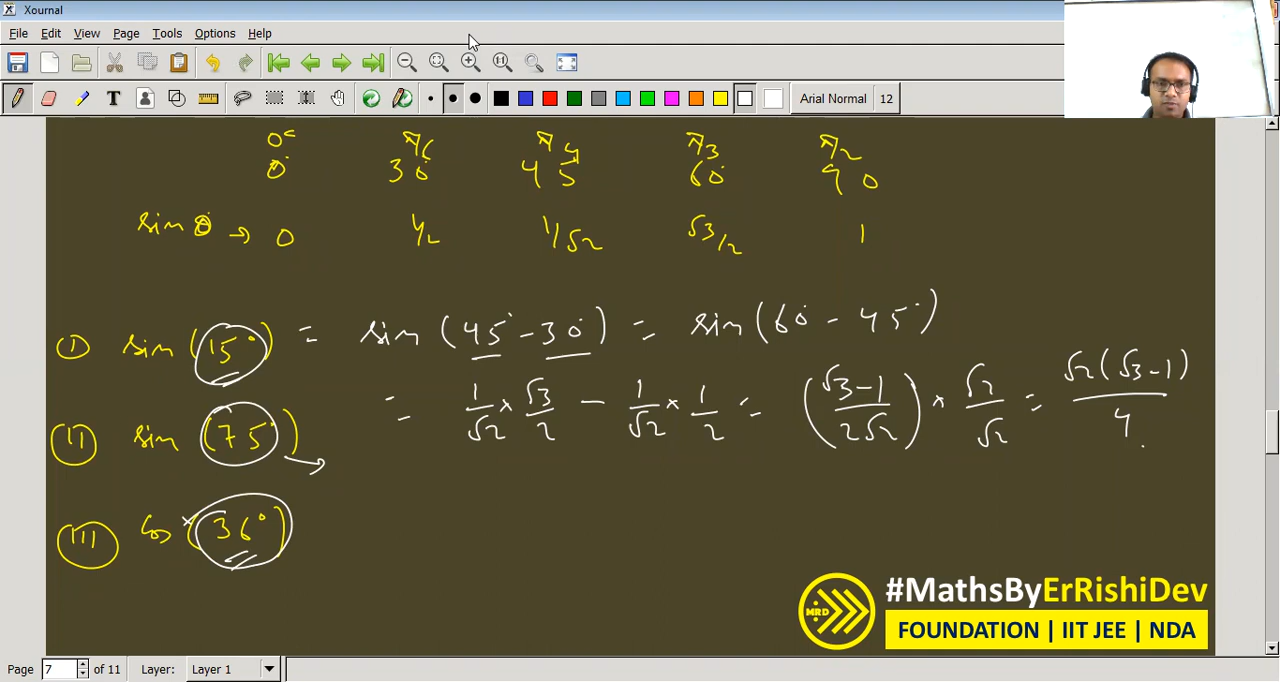 Xournal
File Edit View Page Tools Options Help
Arial Normal 12
0ᶜ π/6 π/4 π/3 π/2
0° 30° 45° 60° 90
sin θ → 0 1/2 1/√2 √3/2 1
I sin (15°) = sin (45° - 30°) = sin (60° - 45°)
= 1/√2 × √3/2 - 1/√2 × 1/2 = ((√3-1)/(2√2)) × √2/√2 = √2(√3-1)/4
II sin (75°) →
III cos (36°)
MRD
#MathsByErRishiDev
FOUNDATION | IIT JEE | NDA
Page 7 of 11 Layer: Layer 1